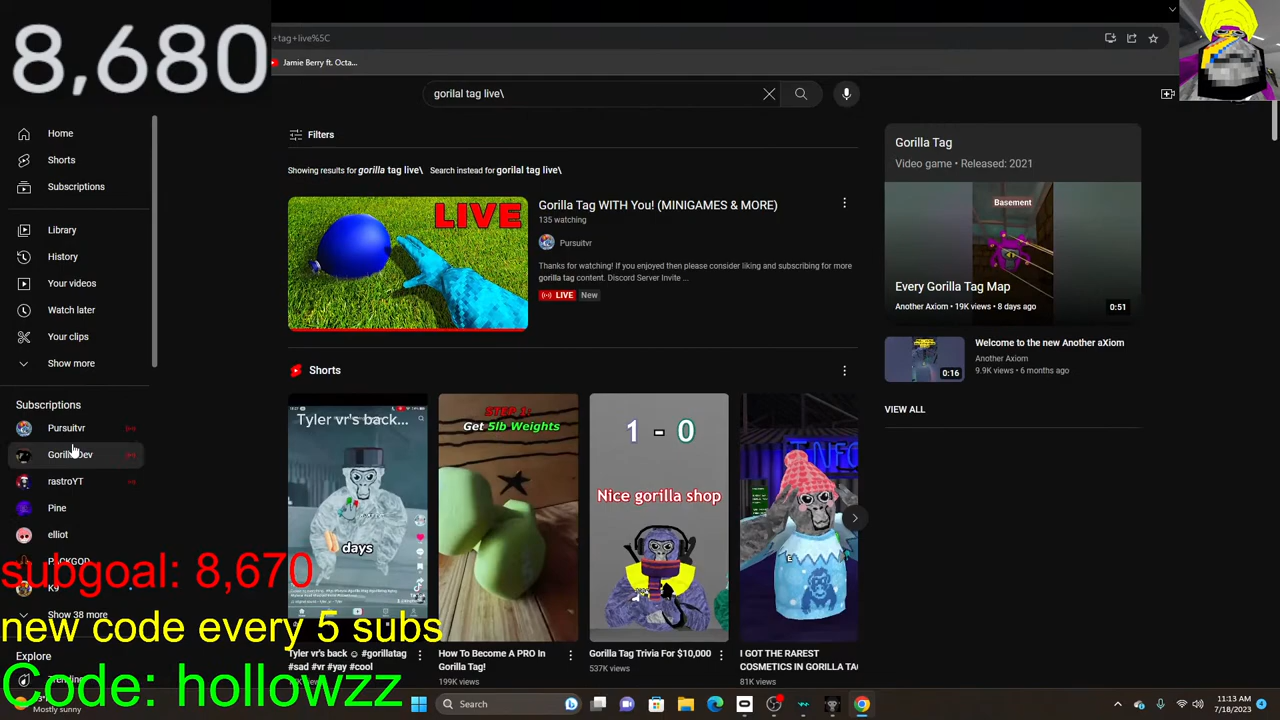 8,680
+tag+live%5C
Jamie Berry ft. Octa...
gorilal tag live\
Home
Shorts
Subscriptions
Library
History
Your videos
Watch later
Your clips
Show more
Subscriptions
Pursuitvr
GorillaDev
rastroYT
Pine
elliot
PACKGOD
Show 38 more
Explore
Trending
subgoal: 8,670
new code every 5 subs
Code: hollowzz
Mostly sunny
Filters
Showing results for gorilla tag live\ Search instead for gorilal tag live\
LIVE
Gorilla Tag WITH You! (MINIGAMES & MORE)
135 watching
Pursuitvr
Thanks for watching! If you enjoyed then please consider liking and subscribing for more
gorilla tag content. Discord Server Invite ...
LIVE New
Shorts
Tyler vr's back...
days
Tyler vr's back ☺ #gorillatag
#sad #vr #yay #cool
STEP 1:
Get 5lb Weights
How To Become A PRO In
Gorilla Tag!
199K views
1 - 0
Nice gorilla shop
Gorilla Tag Trivia For $10,000
537K views
E
I GOT THE RAREST
COSMETICS IN GORILLA TAG
81K views
Gorilla Tag
Video game • Released: 2021
Basement
Every Gorilla Tag Map
Another Axiom • 19K views • 8 days ago
0:51
0:16
Welcome to the new Another aXiom
Another Axiom
9.9K views • 6 months ago
VIEW ALL
Search
11:13 AM
7/18/2023